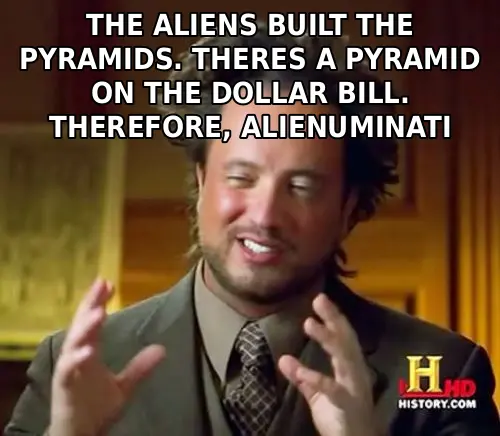 THE ALIENS BUILT THE
PYRAMIDS. THERES A PYRAMID
ON THE DOLLAR BILL.
THEREFORE, ALIENUMINATI
H HD
HISTORY.COM